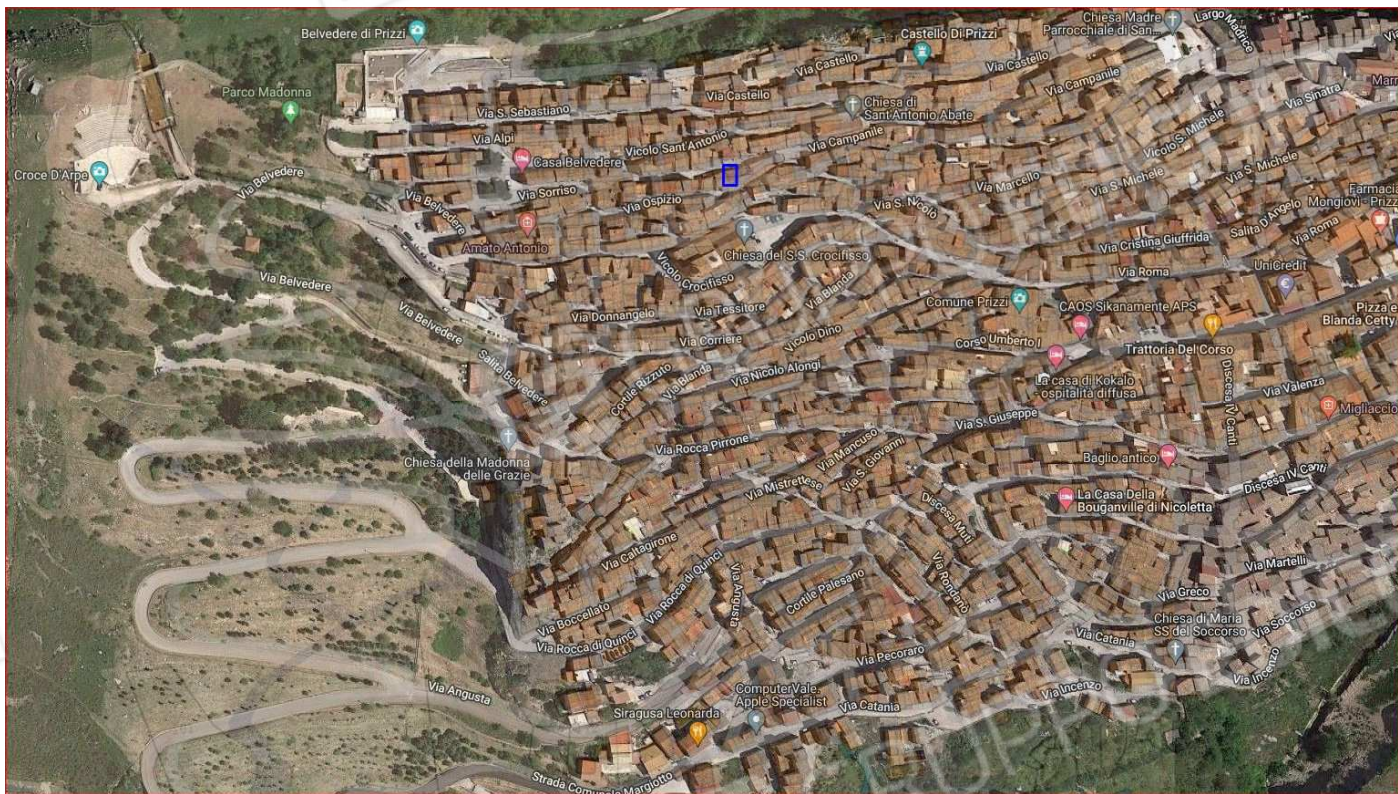 Belvedere di Prizzi
Chiesa Madre
Parrocchiale di San...
Largo Madrice
Castello Di Prizzi
Via Castello
Via Castello
Via Castello
Via Campanile
Parco Madonna
Via S. Sebastiano
Chiesa di
Sant'Antonio Abate
Via Sinatra
Via Alpi
Vicolo Sant'Antonio
Via Campanile
Vicolo S. Michele
Croce D'Arpe
Via Belvedere
Casa Belvedere
Via Sorriso
Via Ospizio
Via Marcello
Via S. Michele
Via S. Michele
Via Belvedere
Via S. Nicolò
Farmacia
Mongiovì - Prizz
Salita D'Angelo
Via Roma
Amato Antonio
Chiesa del S.S. Crocifisso
Vicolo Crocifisso
Via Cristina Giuffrida
Via Belvedere
Via Blanda
Via Roma
UniCredit
Via Donnangelo
Via Tessitore
Comune Prizzi
CAOS Sikanamente APS
Pizza e
Blanda Cetty
Via Belvedere
Via Corriere
Vicolo Dino
Corso Umberto I
Trattoria Del Corso
Salita Belvedere
Cortile Rizzuto
Via Blanda
Via Nicolo Alongi
La casa di Kokalo
- ospitalità diffusa
Discesa IV Canti
Via Valenza
Via S. Giuseppe
Migliaccio
Chiesa della Madonna
delle Grazie
Via Rocca Pirrone
Via Mancuso
Via S. Giovanni
Baglio antico
Discesa IV Canti
Via Mistrettese
La Casa Della
Bouganville di Nicoletta
Discesa Muti
Via Caltagirone
Via Rocca di Quinci
Via Angusta
Cortile Palesano
Via Rondanò
Via Martelli
Via Greco
Via Boccellato
Via Rocca di Quinci
Chiesa di Maria
SS del Soccorso
Via Soccorso
Via Catania
Via Pecoraro
Via Angusta
ComputerVale.
Apple Specialist
Via Incenzo
Via Incenzo
Siragusa Leonarda
Via Catania
Strada Comunale Margiotto